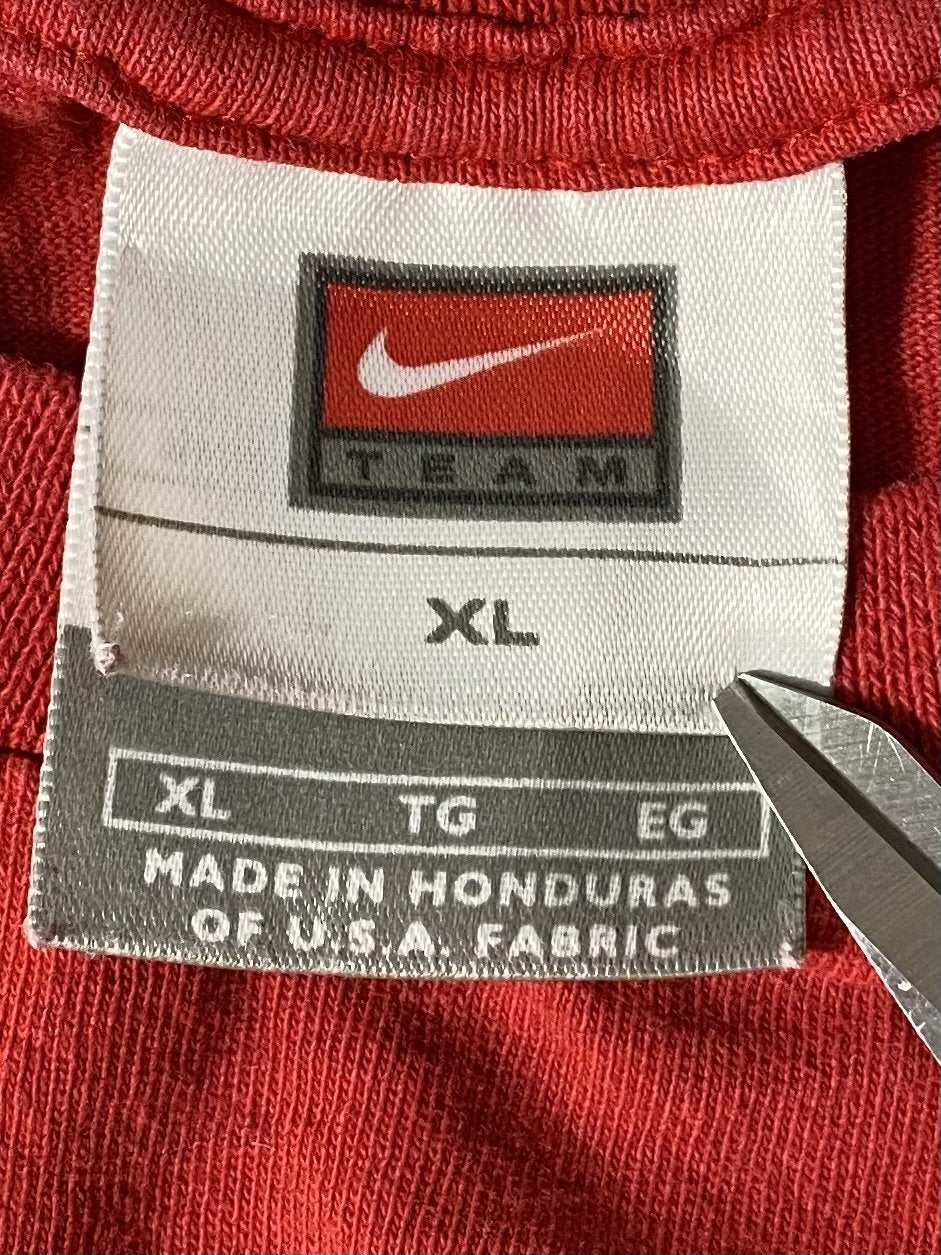 TEAM
XL
XL TG EG
MADE IN HONDURAS
OF U.S.A. FABRIC